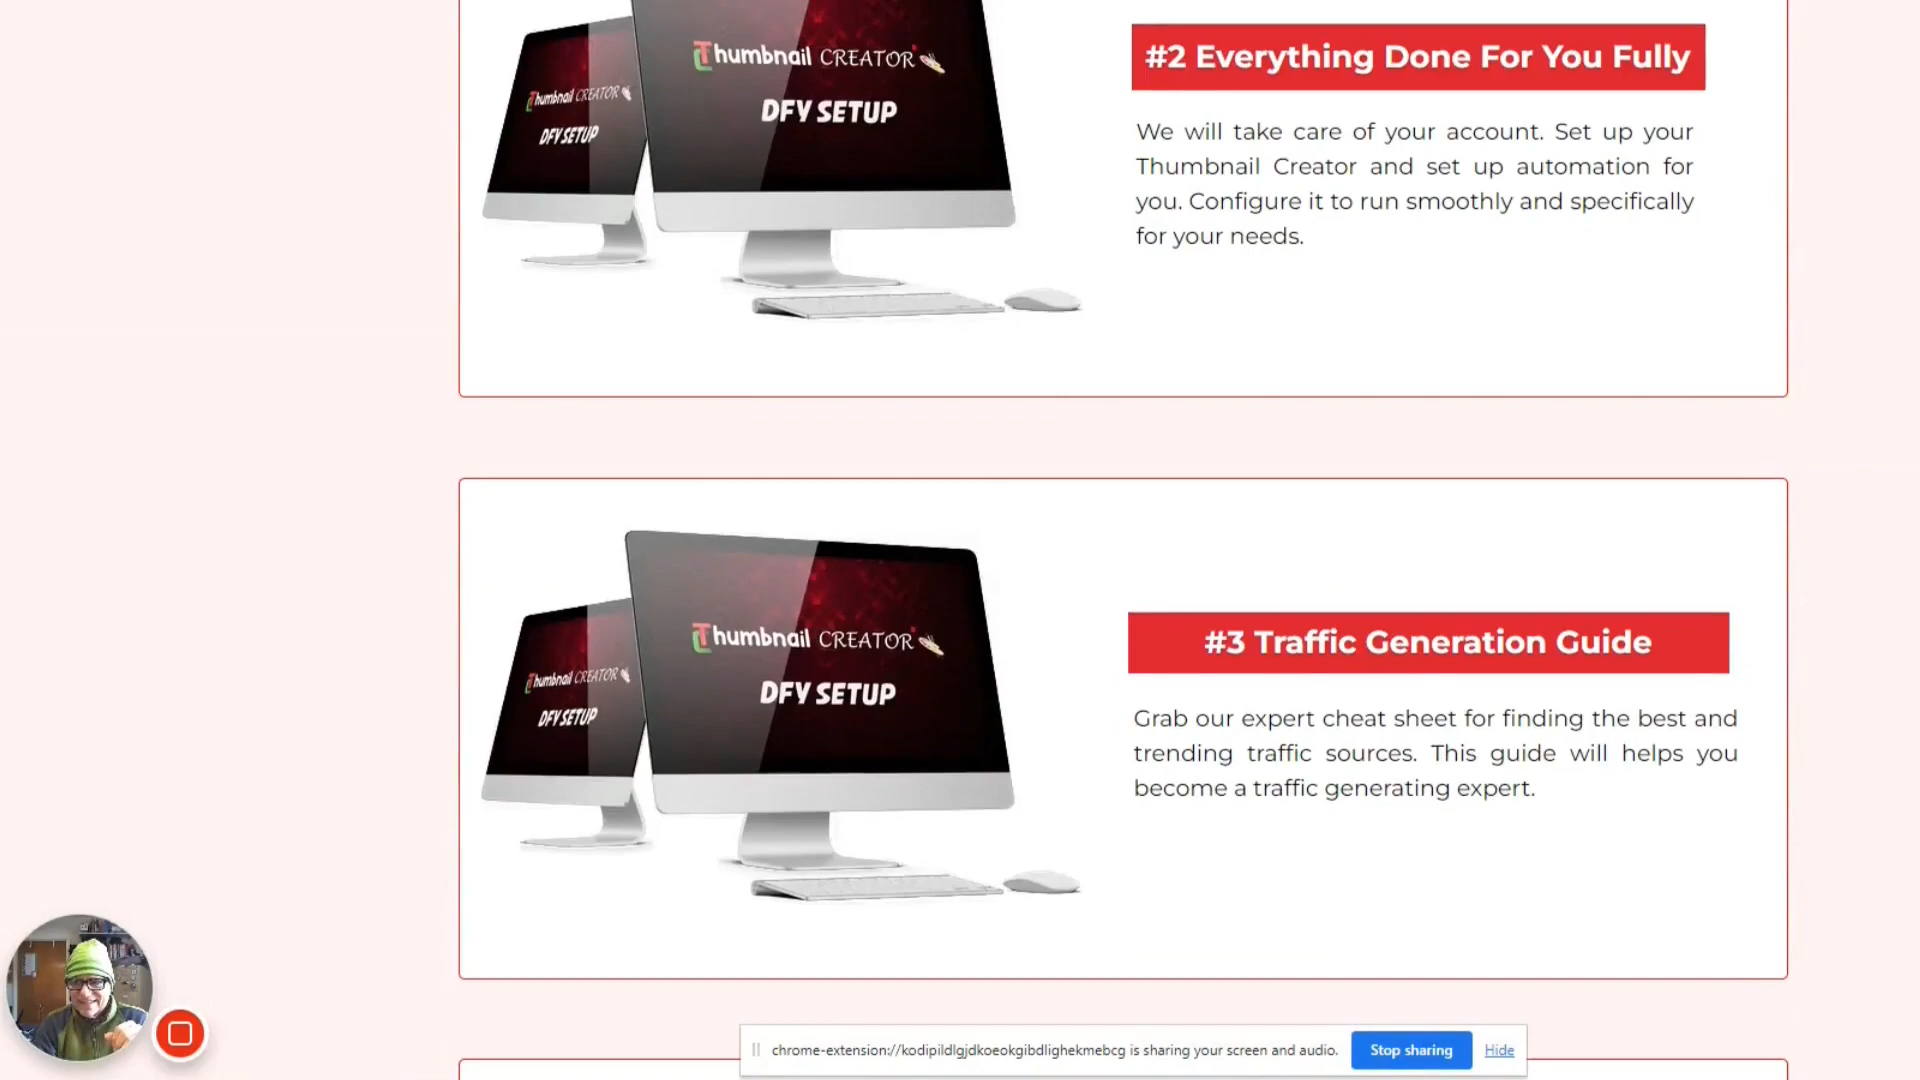 Thumbnail CREATOR
DFY SETUP
Thumbnail CREATOR
DFY SETUP
#2 Everything Done For You Fully
We will take care of your account. Set up your
Thumbnail Creator and set up automation for
you. Configure it to run smoothly and specifically
for your needs.
Thumbnail CREATOR
DFY SETUP
Thumbnail CREATOR
DFY SETUP
#3 Traffic Generation Guide
Grab our expert cheat sheet for finding the best and
trending traffic sources. This guide will helps you
become a traffic generating expert.
chrome-extension://kodipildlgjdkoeokgibdlighekmebcg is sharing your screen and audio.
Stop sharing
Hide